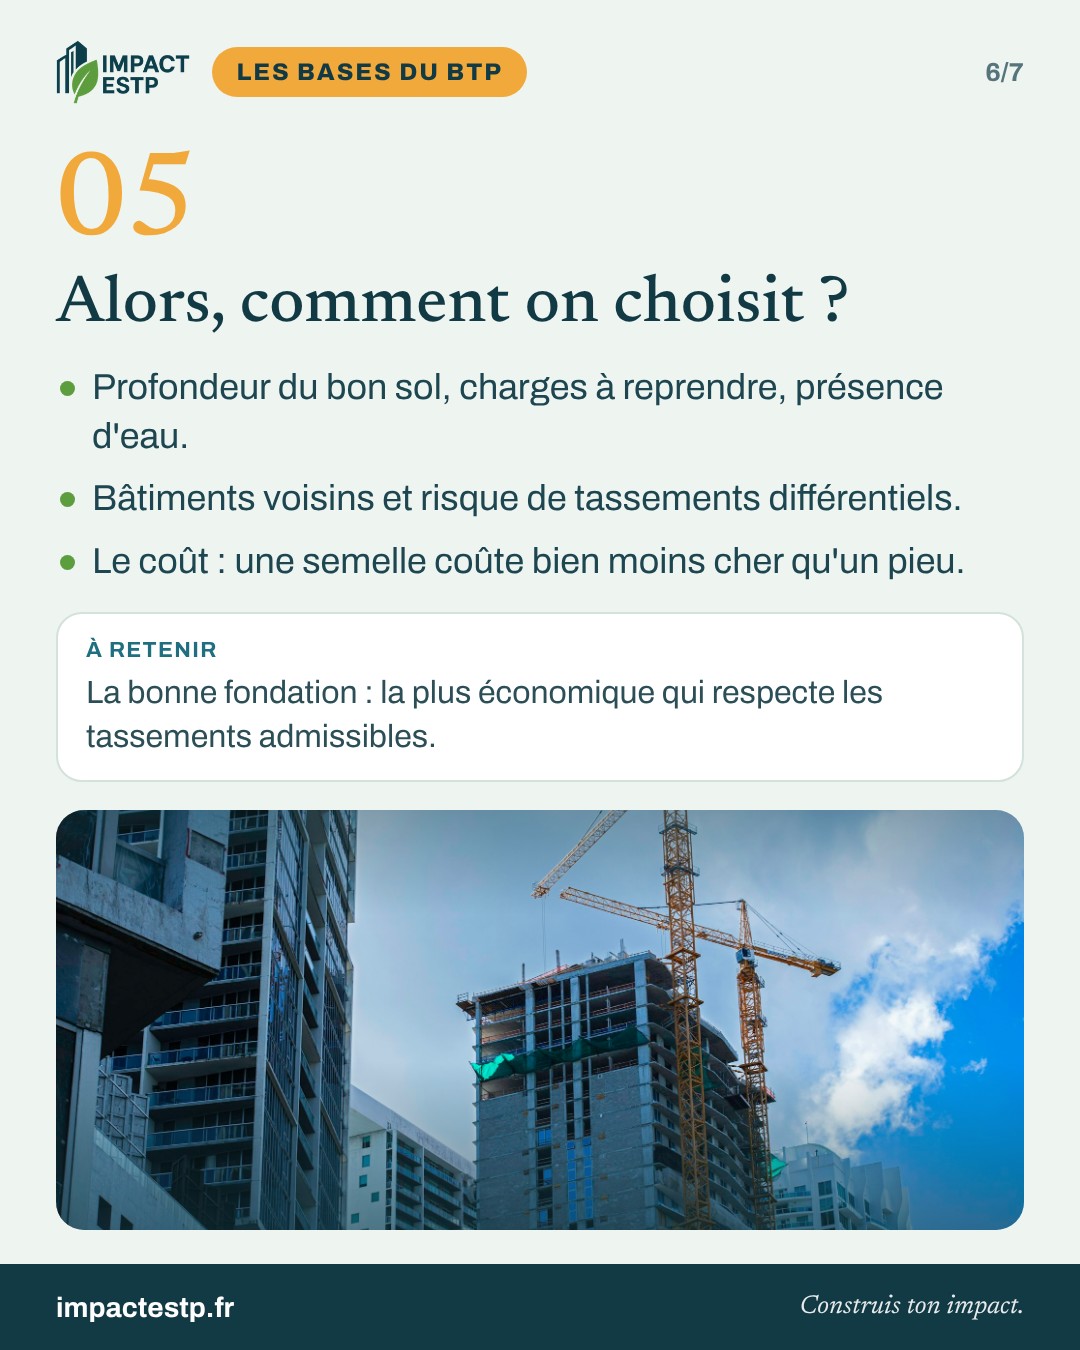 IMPACT
ESTP
LES BASES DU BTP
6/7
05
Alors, comment on choisit ?
Profondeur du bon sol, charges à reprendre, présence
d'eau.
Bâtiments voisins et risque de tassements différentiels.
Le coût : une semelle coûte bien moins cher qu'un pieu.
À RETENIR
La bonne fondation : la plus économique qui respecte les
tassements admissibles.
impactestp.fr
Construis ton impact.